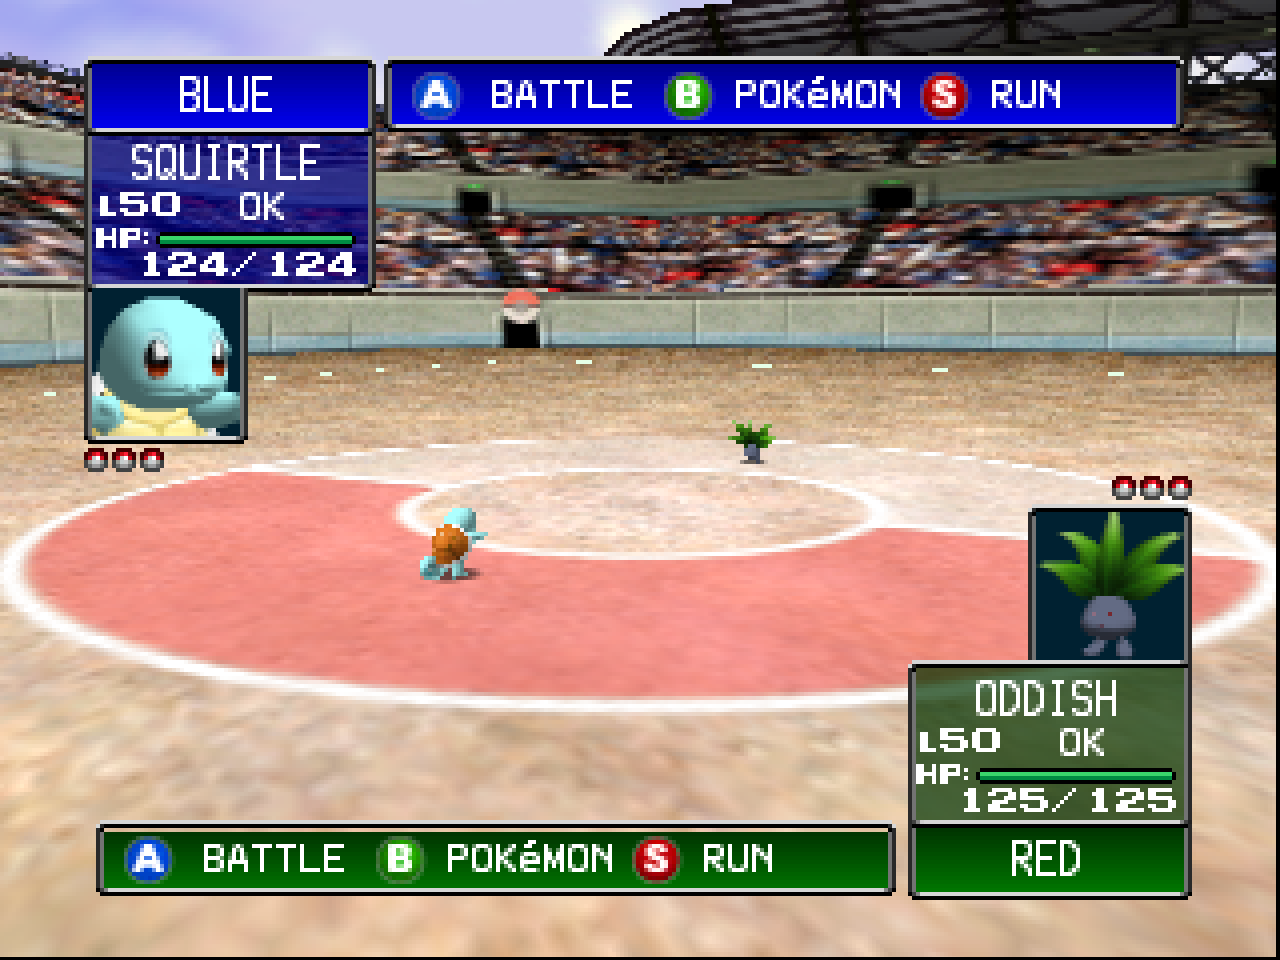 BLUE
A BATTLE B POKéMON S RUN
SQUIRTLE
L50 OK
HP:
124/124
ODDISH
L50 OK
HP:
125/125
A BATTLE B POKéMON S RUN
RED